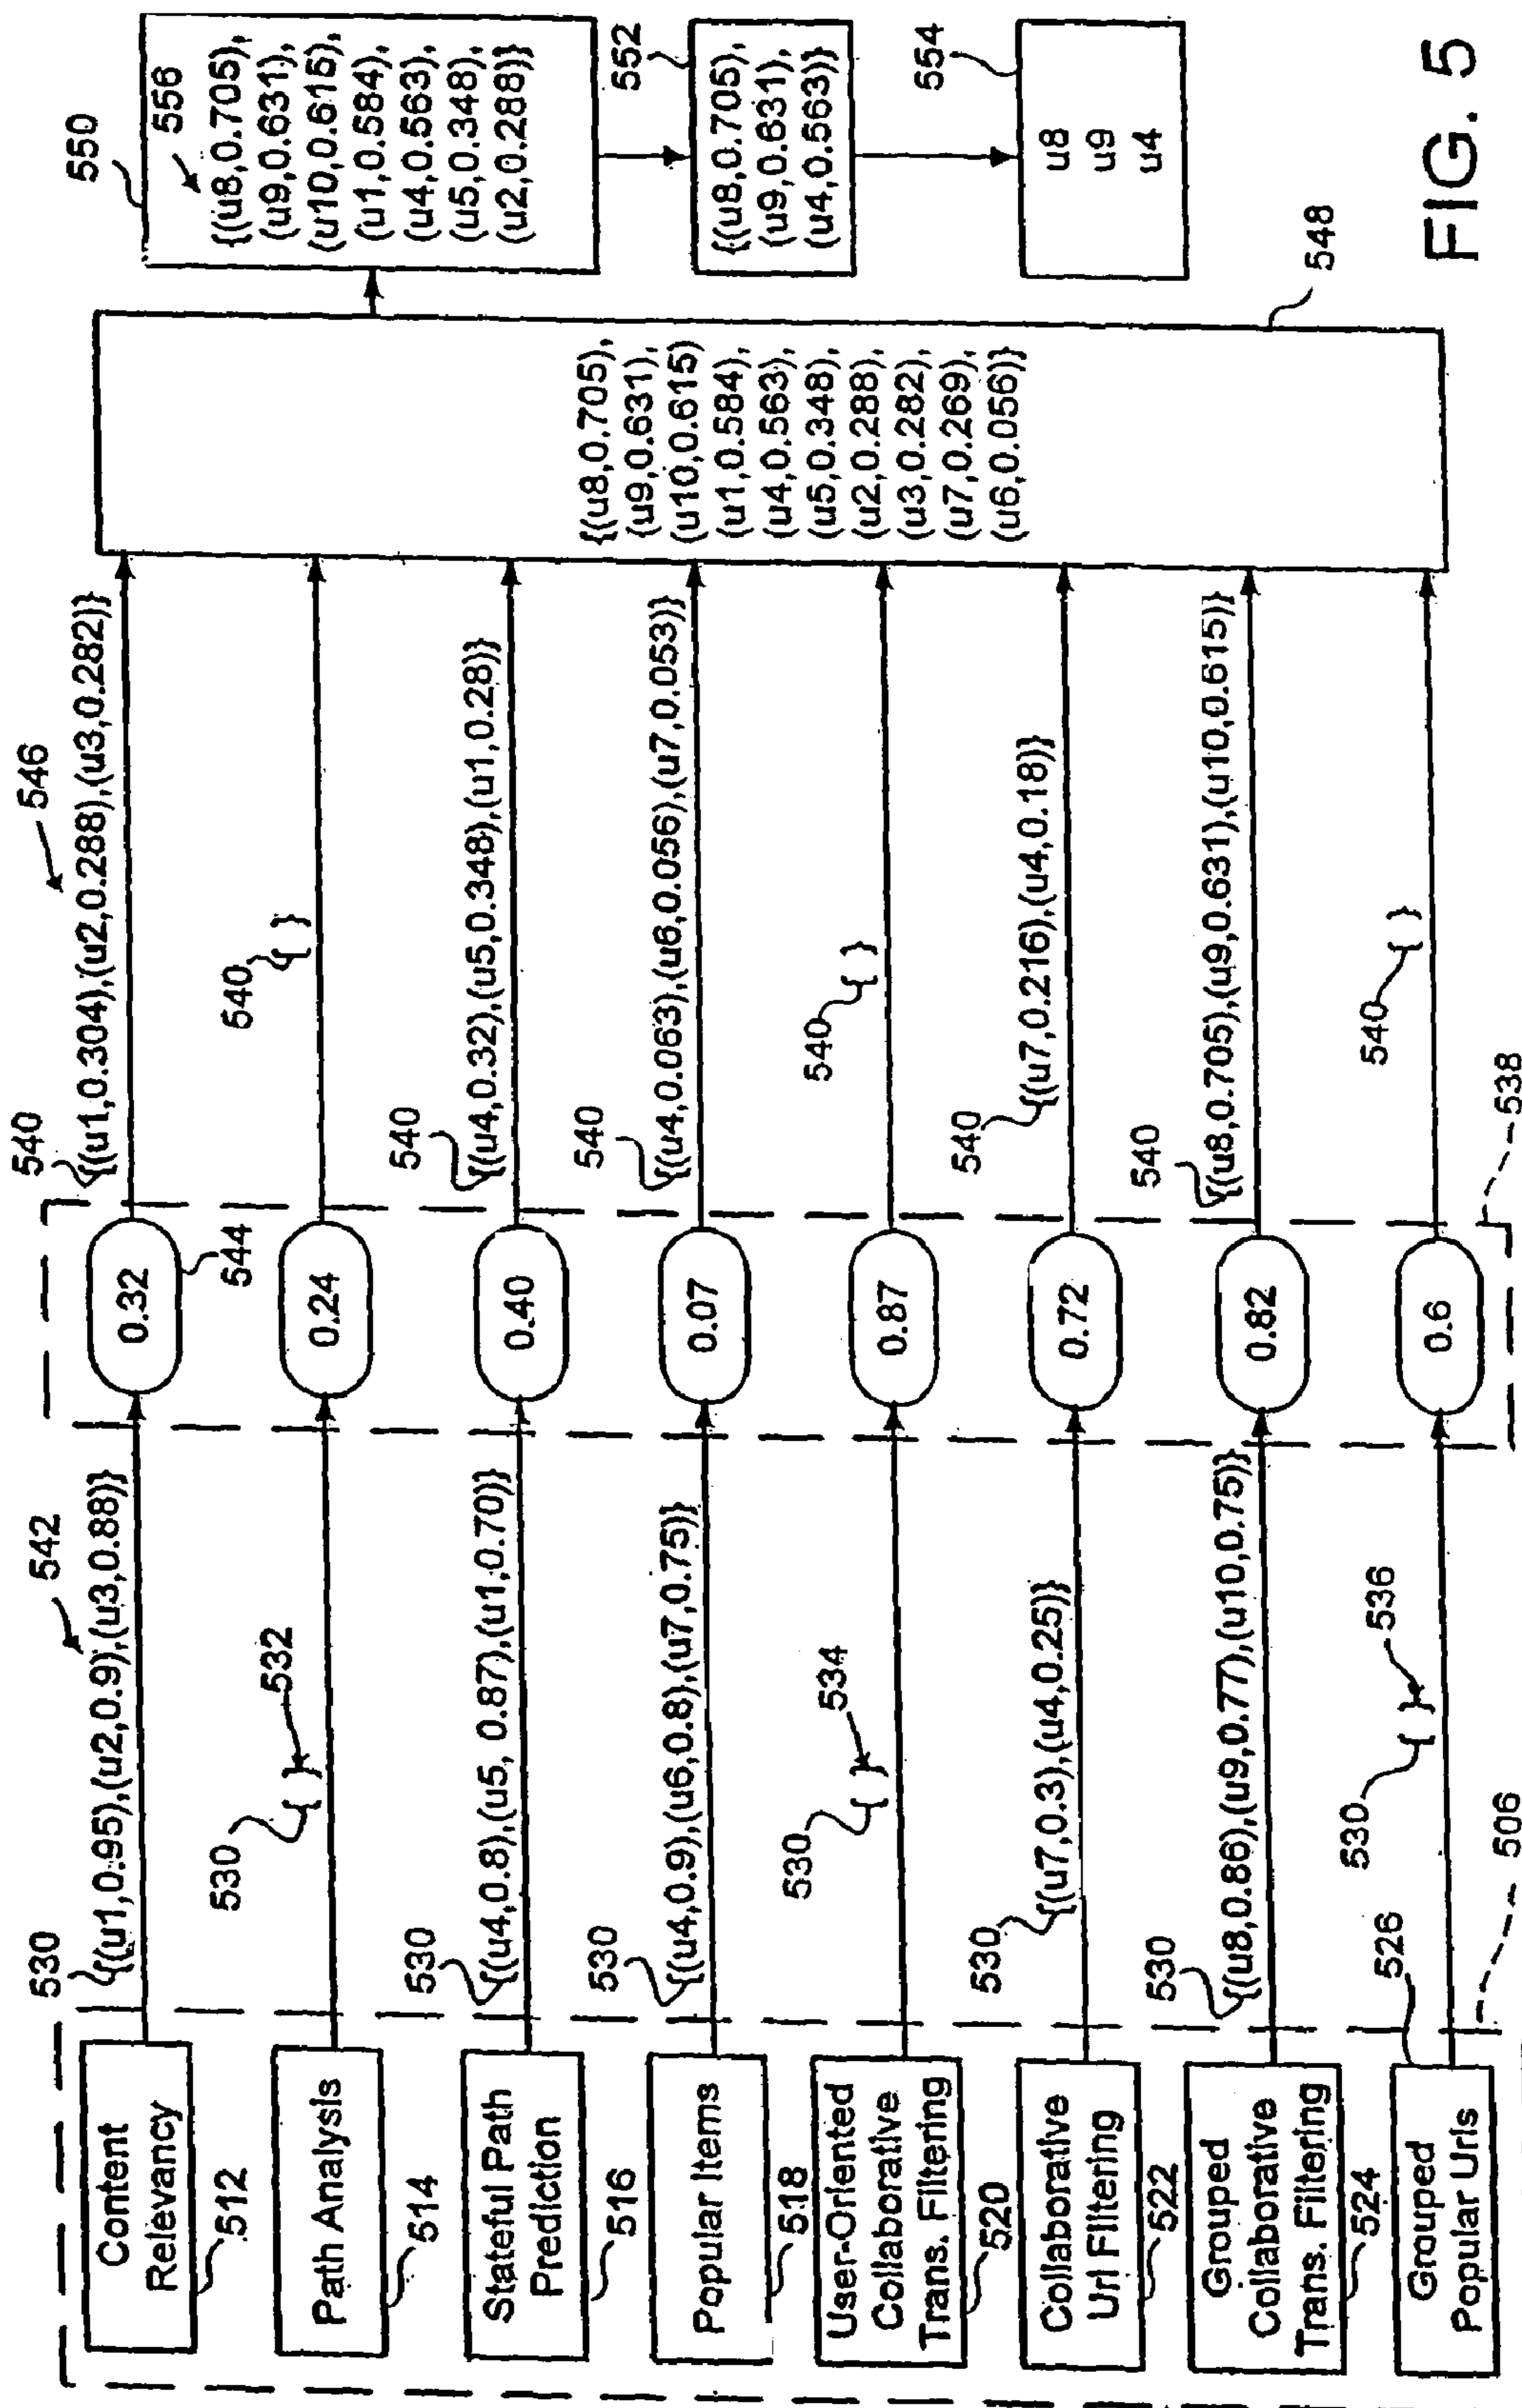 Content
Relevancy
512
530
{(u1,0.95),(u2,0.9),(u3,0.88)}
542
0.32
544
540
{(u1,0.304),(u2,0.288),(u3,0.282)}
546
Path Analysis
514
530
{ }
532
0.24
540
{ }
Stateful Path
Prediction
516
530
{(u4,0.8),(u5, 0.87),(u1,0.70)}
0.40
540
{(u4,0.32),(u5,0.348),(u1,0.28)}
Popular Items
518
530
{(u4,0.9),(u6,0.8),(u7,0.75)}
0.07
540
{(u4,0.063),(u6,0.056),(u7,0.053)}
User-Oriented
Collaborative
Trans. Filtering
520
530
{ }
534
0.87
540
{ }
Collaborative
Url Filtering
522
530
{(u7,0.3),(u4,0.25)}
0.72
540
{(u7,0.216),(u4,0.18)}
Grouped
Collaborative
Trans. Filtering
524
530
{(u8,0.86),(u9,0.77),(u10,0.75)}
0.82
540
{(u8,0.705),(u9,0.631),(u10,0.615)}
Grouped
Popular Urls
526
506
530
{ }
536
0.6
538
540
{ }
{(u8,0.705),
(u9,0.631),
(u10,0.615)
(u1,0.584),
(u4,0.563),
(u5,0.348),
(u2,0.288),
(u3,0.282),
(u7,0.269),
(u6,0.056)}
548
550
556
{(u8,0.705),
(u9,0.631),
(u10,0.615),
(u1,0.584),
(u4,0.563),
(u5,0.348),
(u2,0.288)}
552
{(u8,0.705),
(u9,0.631),
(u4,0.563)}
554
u8
u9
u4
FIG. 5